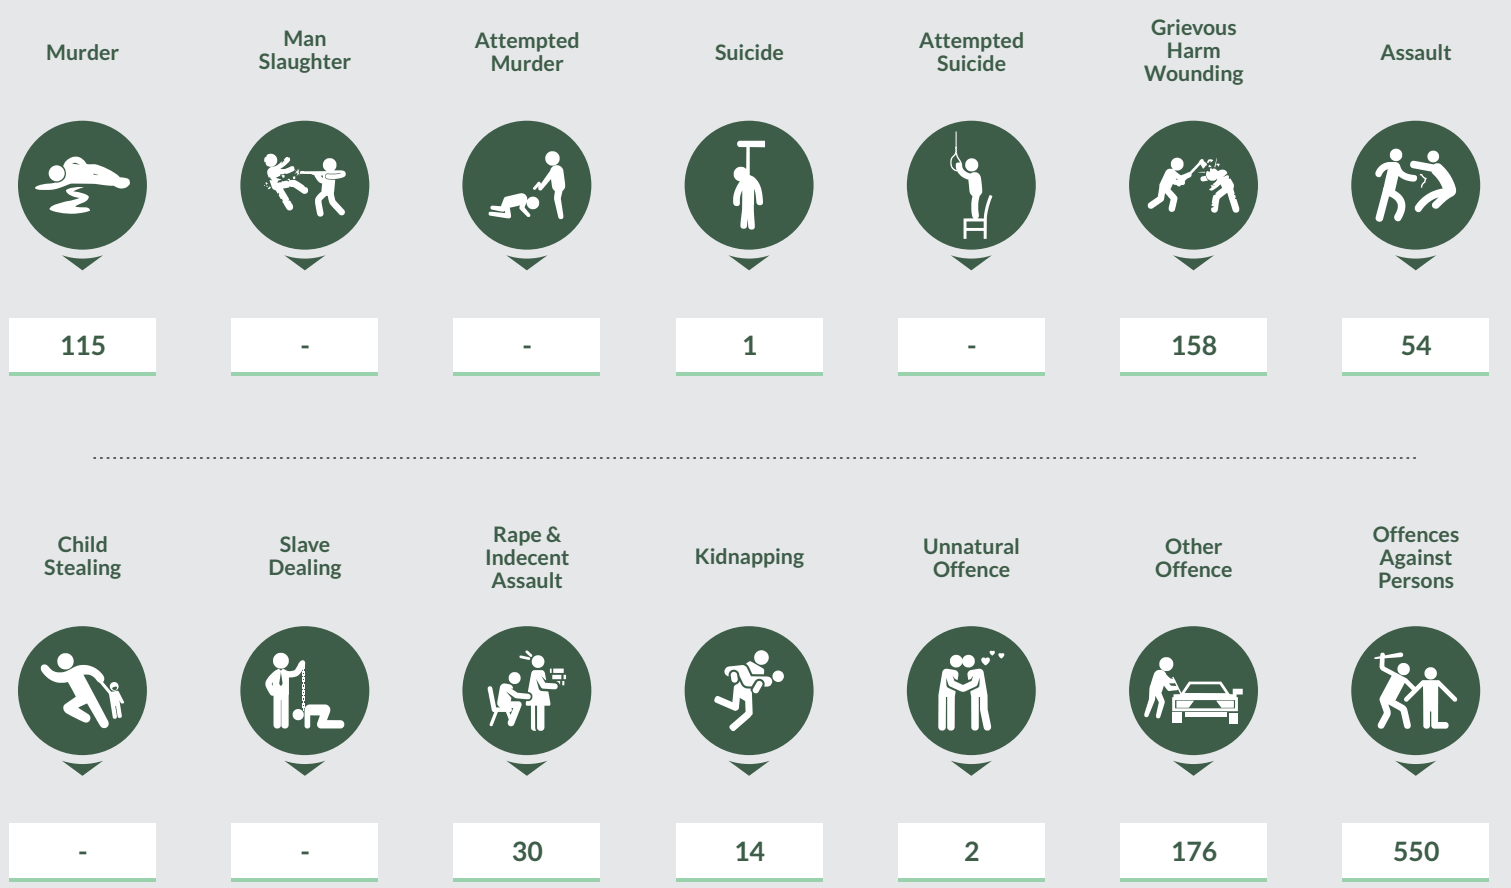 Murder
Man
Slaughter
Attempted
Murder
Suicide
Attempted
Suicide
Grievous
Harm
Wounding
Assault
115
-
-
1
-
158
54
Child
Stealing
Slave
Dealing
Rape &
Indecent
Assault
Kidnapping
Unnatural
Offence
Other
Offence
Offences
Against
Persons
-
-
30
14
2
176
550